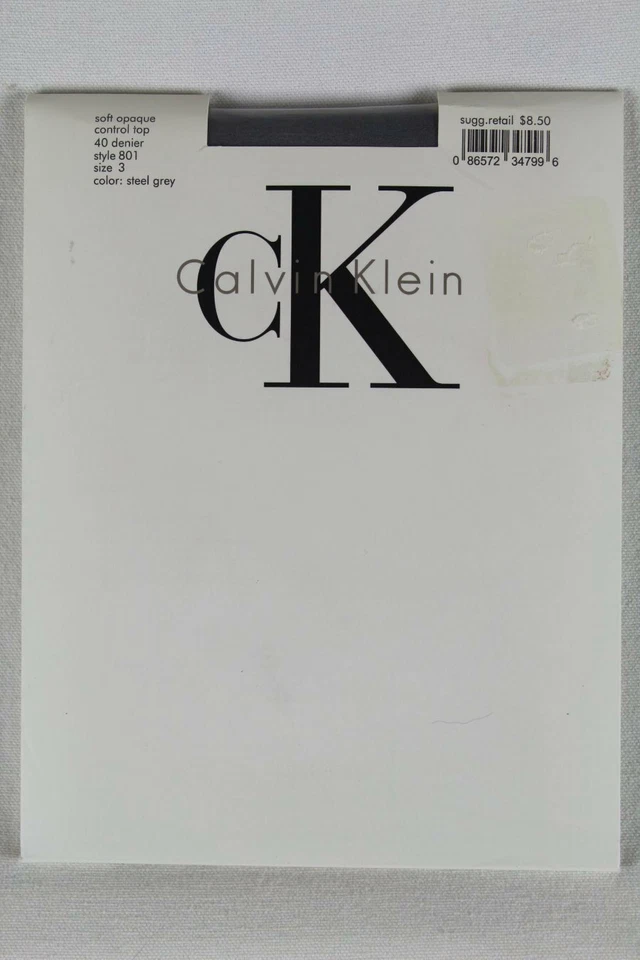 soft opaque
control top
40 denier
style 801
size 3
color: steel grey
sugg.retail $8.50
0 86572 34799 6
cK
Calvin Klein